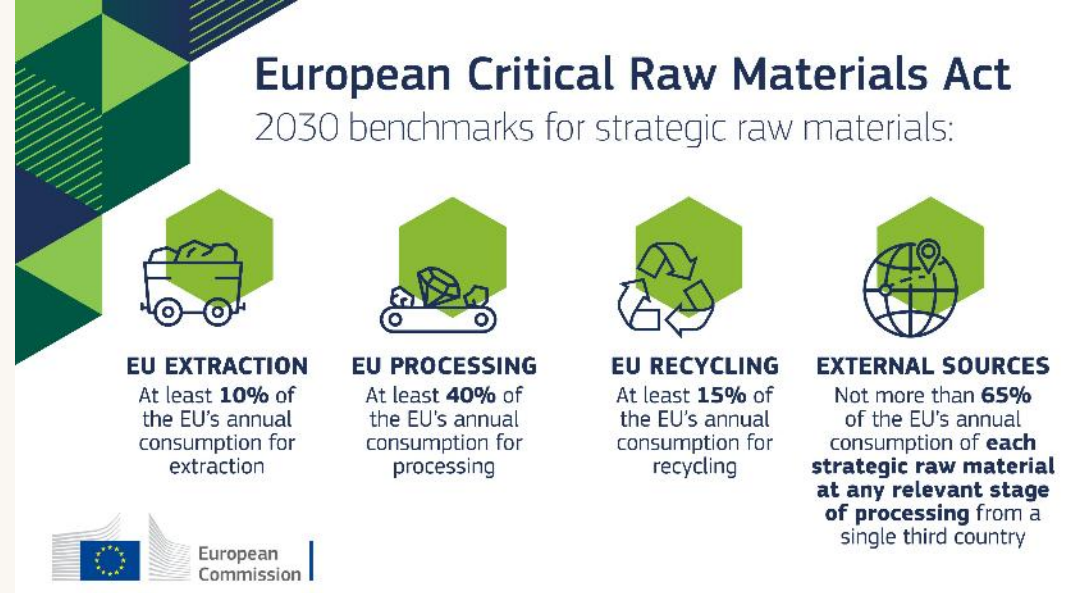 European Critical Raw Materials Act
2030 benchmarks for strategic raw materials:
EU EXTRACTION
At least 10% of
the EU's annual
consumption for
extraction
EU PROCESSING
At least 40% of
the EU's annual
consumption for
processing
EU RECYCLING
At least 15% of
the EU's annual
consumption for
recycling
EXTERNAL SOURCES
Not more than 65%
of the EU's annual
consumption of each
strategic raw material
at any relevant stage
of processing from a
single third country
European
Commission